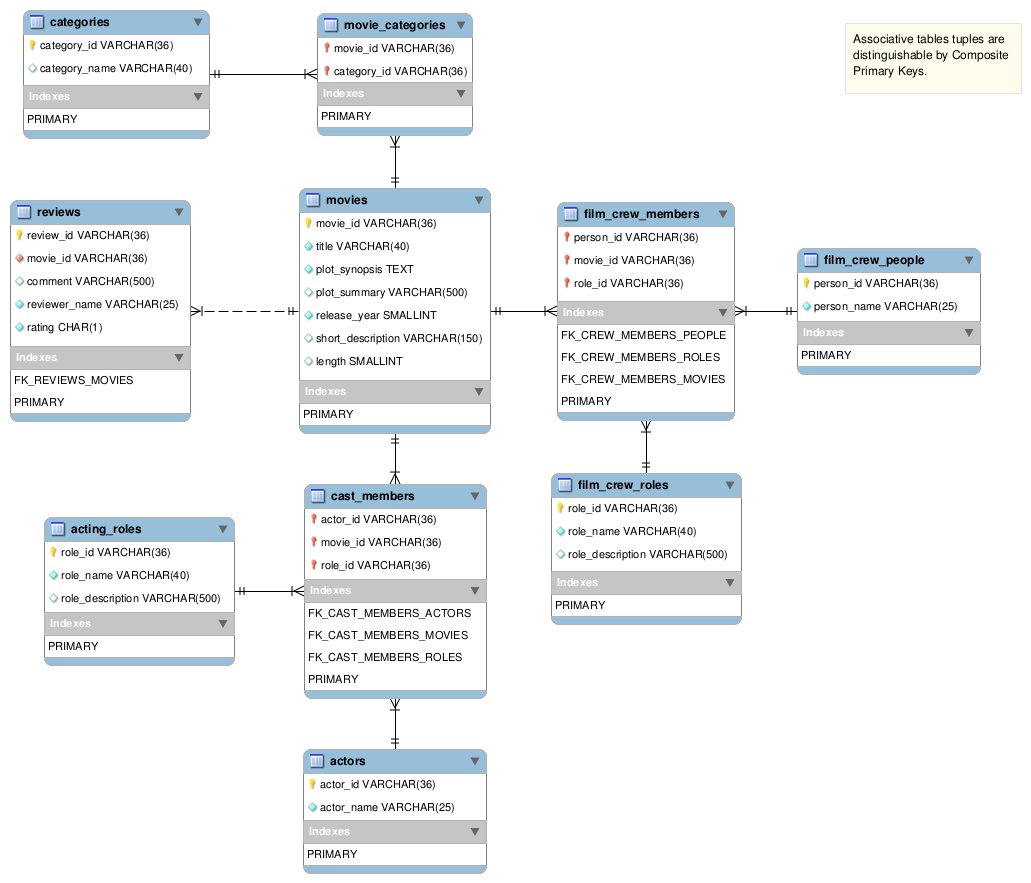 categories
category_id VARCHAR(36)
category_name VARCHAR(40)
Indexes
PRIMARY
movie_categories
movie_id VARCHAR(36)
category_id VARCHAR(36)
Indexes
PRIMARY
Associative tables tuples are
distinguishable by Composite
Primary Keys.
reviews
review_id VARCHAR(36)
movie_id VARCHAR(36)
comment VARCHAR(500)
reviewer_name VARCHAR(25)
rating CHAR(1)
Indexes
FK_REVIEWS_MOVIES
PRIMARY
movies
movie_id VARCHAR(36)
title VARCHAR(40)
plot_synopsis TEXT
plot_summary VARCHAR(500)
release_year SMALLINT
short_description VARCHAR(150)
length SMALLINT
Indexes
PRIMARY
film_crew_members
person_id VARCHAR(36)
movie_id VARCHAR(36)
role_id VARCHAR(36)
Indexes
FK_CREW_MEMBERS_PEOPLE
FK_CREW_MEMBERS_ROLES
FK_CREW_MEMBERS_MOVIES
PRIMARY
film_crew_people
person_id VARCHAR(36)
person_name VARCHAR(25)
Indexes
PRIMARY
acting_roles
role_id VARCHAR(36)
role_name VARCHAR(40)
role_description VARCHAR(500)
Indexes
PRIMARY
cast_members
actor_id VARCHAR(36)
movie_id VARCHAR(36)
role_id VARCHAR(36)
Indexes
FK_CAST_MEMBERS_ACTORS
FK_CAST_MEMBERS_MOVIES
FK_CAST_MEMBERS_ROLES
PRIMARY
film_crew_roles
role_id VARCHAR(36)
role_name VARCHAR(40)
role_description VARCHAR(500)
Indexes
PRIMARY
actors
actor_id VARCHAR(36)
actor_name VARCHAR(25)
Indexes
PRIMARY